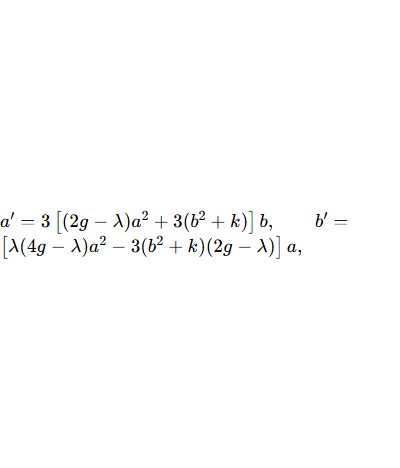 a′ = 3 [(2g − λ)a² + 3(b² + k)] b,  b′ =
[λ(4g − λ)a² − 3(b² + k)(2g − λ)] a,